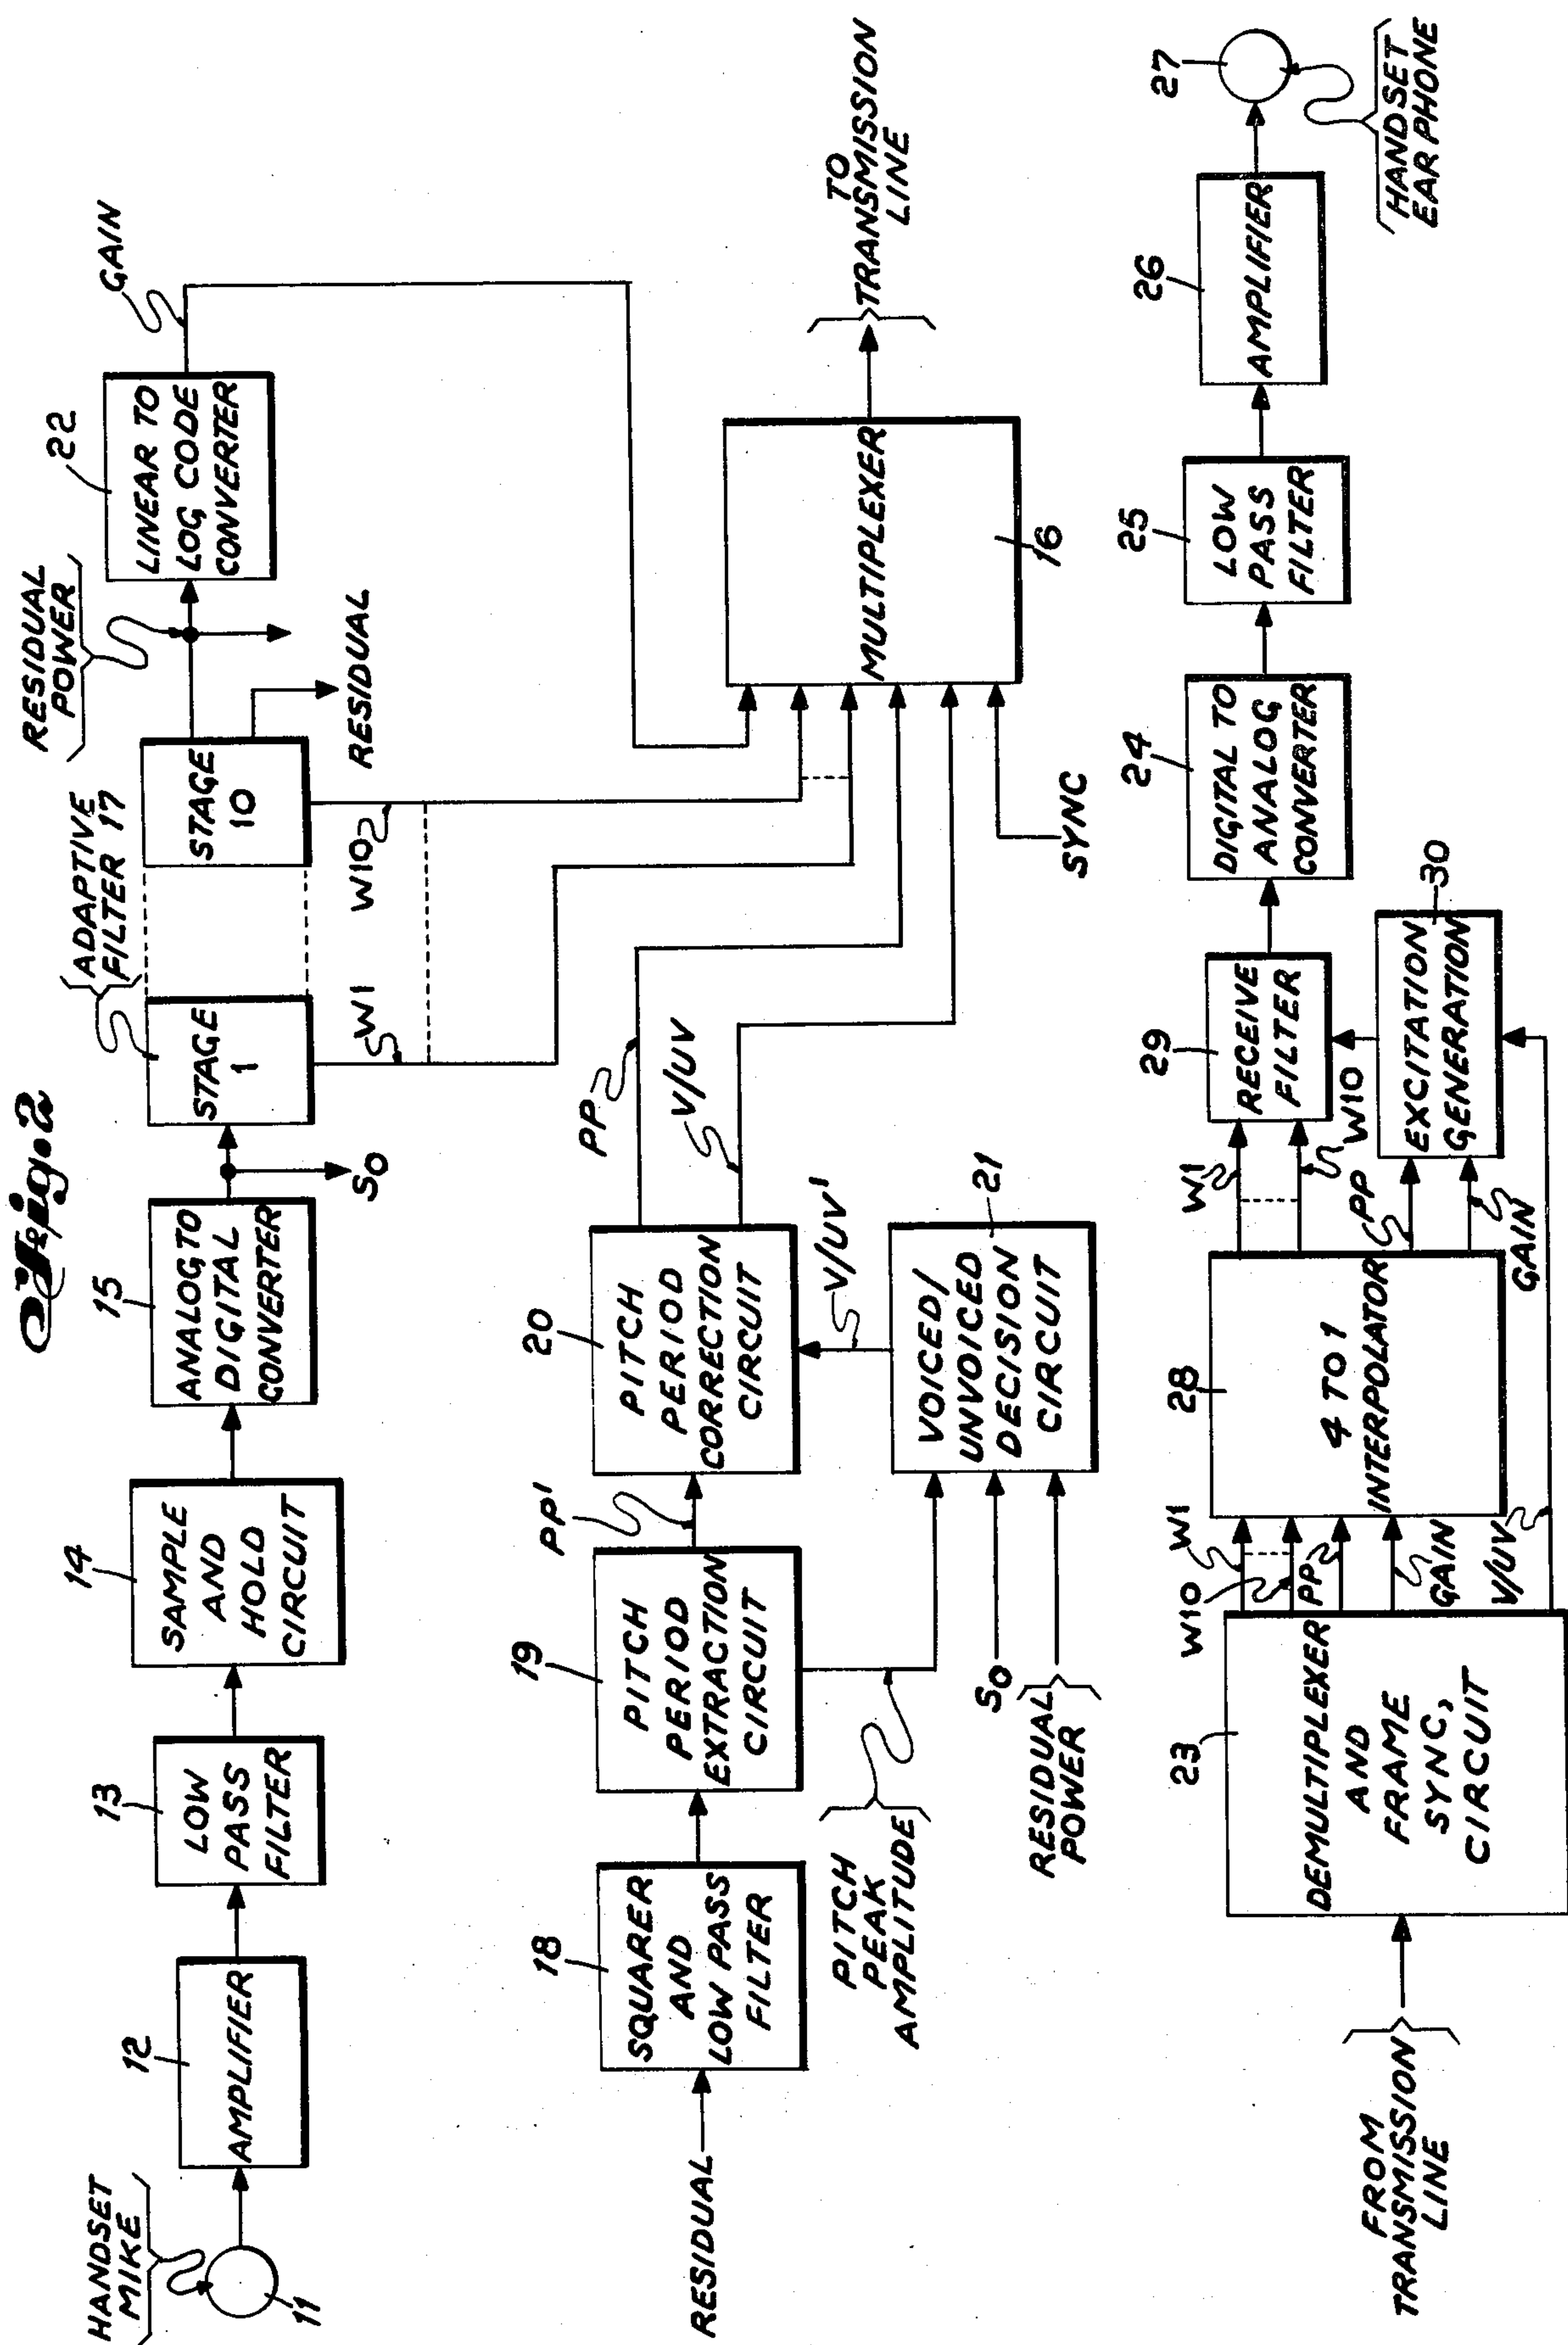 Fig. 2
HANDSET
MIKE
11
12
AMPLIFIER
13
LOW
PASS
FILTER
14
SAMPLE
AND
HOLD
CIRCUIT
15
ANALOG TO
DIGITAL
CONVERTER
S0
ADAPTIVE
FILTER 17
STAGE
1
W1
STAGE
10
W10
RESIDUAL
POWER
RESIDUAL
22
LINEAR TO
LOG CODE
CONVERTER
GAIN
RESIDUAL
18
SQUARER
AND
LOW PASS
FILTER
19
PITCH
PERIOD
EXTRACTION
CIRCUIT
PP'
20
PITCH
PERIOD
CORRECTION
CIRCUIT
PP
V/UV
PITCH
PEAK
AMPLITUDE
S0
RESIDUAL
POWER
V/UV'
21
VOICED/
UNVOICED
DECISION
CIRCUIT
SYNC
MULTIPLEXER
16
TO
TRANSMISSION
LINE
FROM
TRANSMISSION
LINE
23
DEMULTIPLEXER
AND
FRAME
SYNC,
CIRCUIT
W1
W10
PP
GAIN
V/UV
28
4 TO 1
INTERPOLATOR
W1
W10
PP
GAIN
29
RECEIVE
FILTER
30
EXCITATION
GENERATION
24
DIGITAL TO
ANALOG
CONVERTER
25
LOW
PASS
FILTER
26
AMPLIFIER
27
HANDSET
EARPHONE